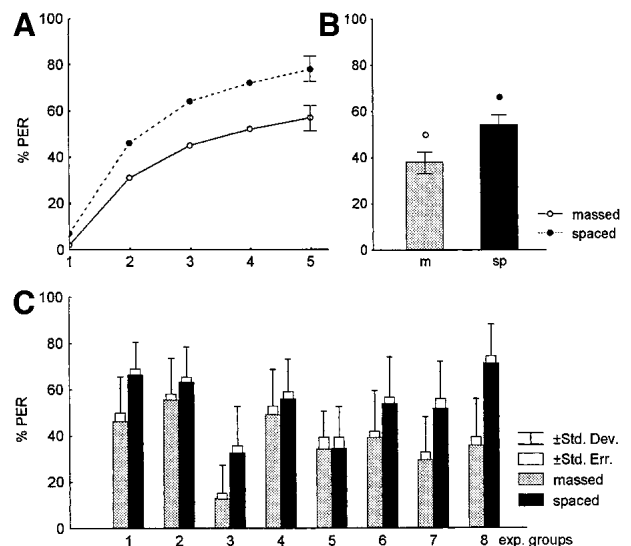 A
100
80
60
40
20
0
% PER
1 2 3 4 5
B
100
80
60
40
20
0
m sp
massed
spaced
C
100
80
60
40
20
0
% PER
1 2 3 4 5 6 7 8 exp. groups
±Std. Dev.
±Std. Err.
massed
spaced